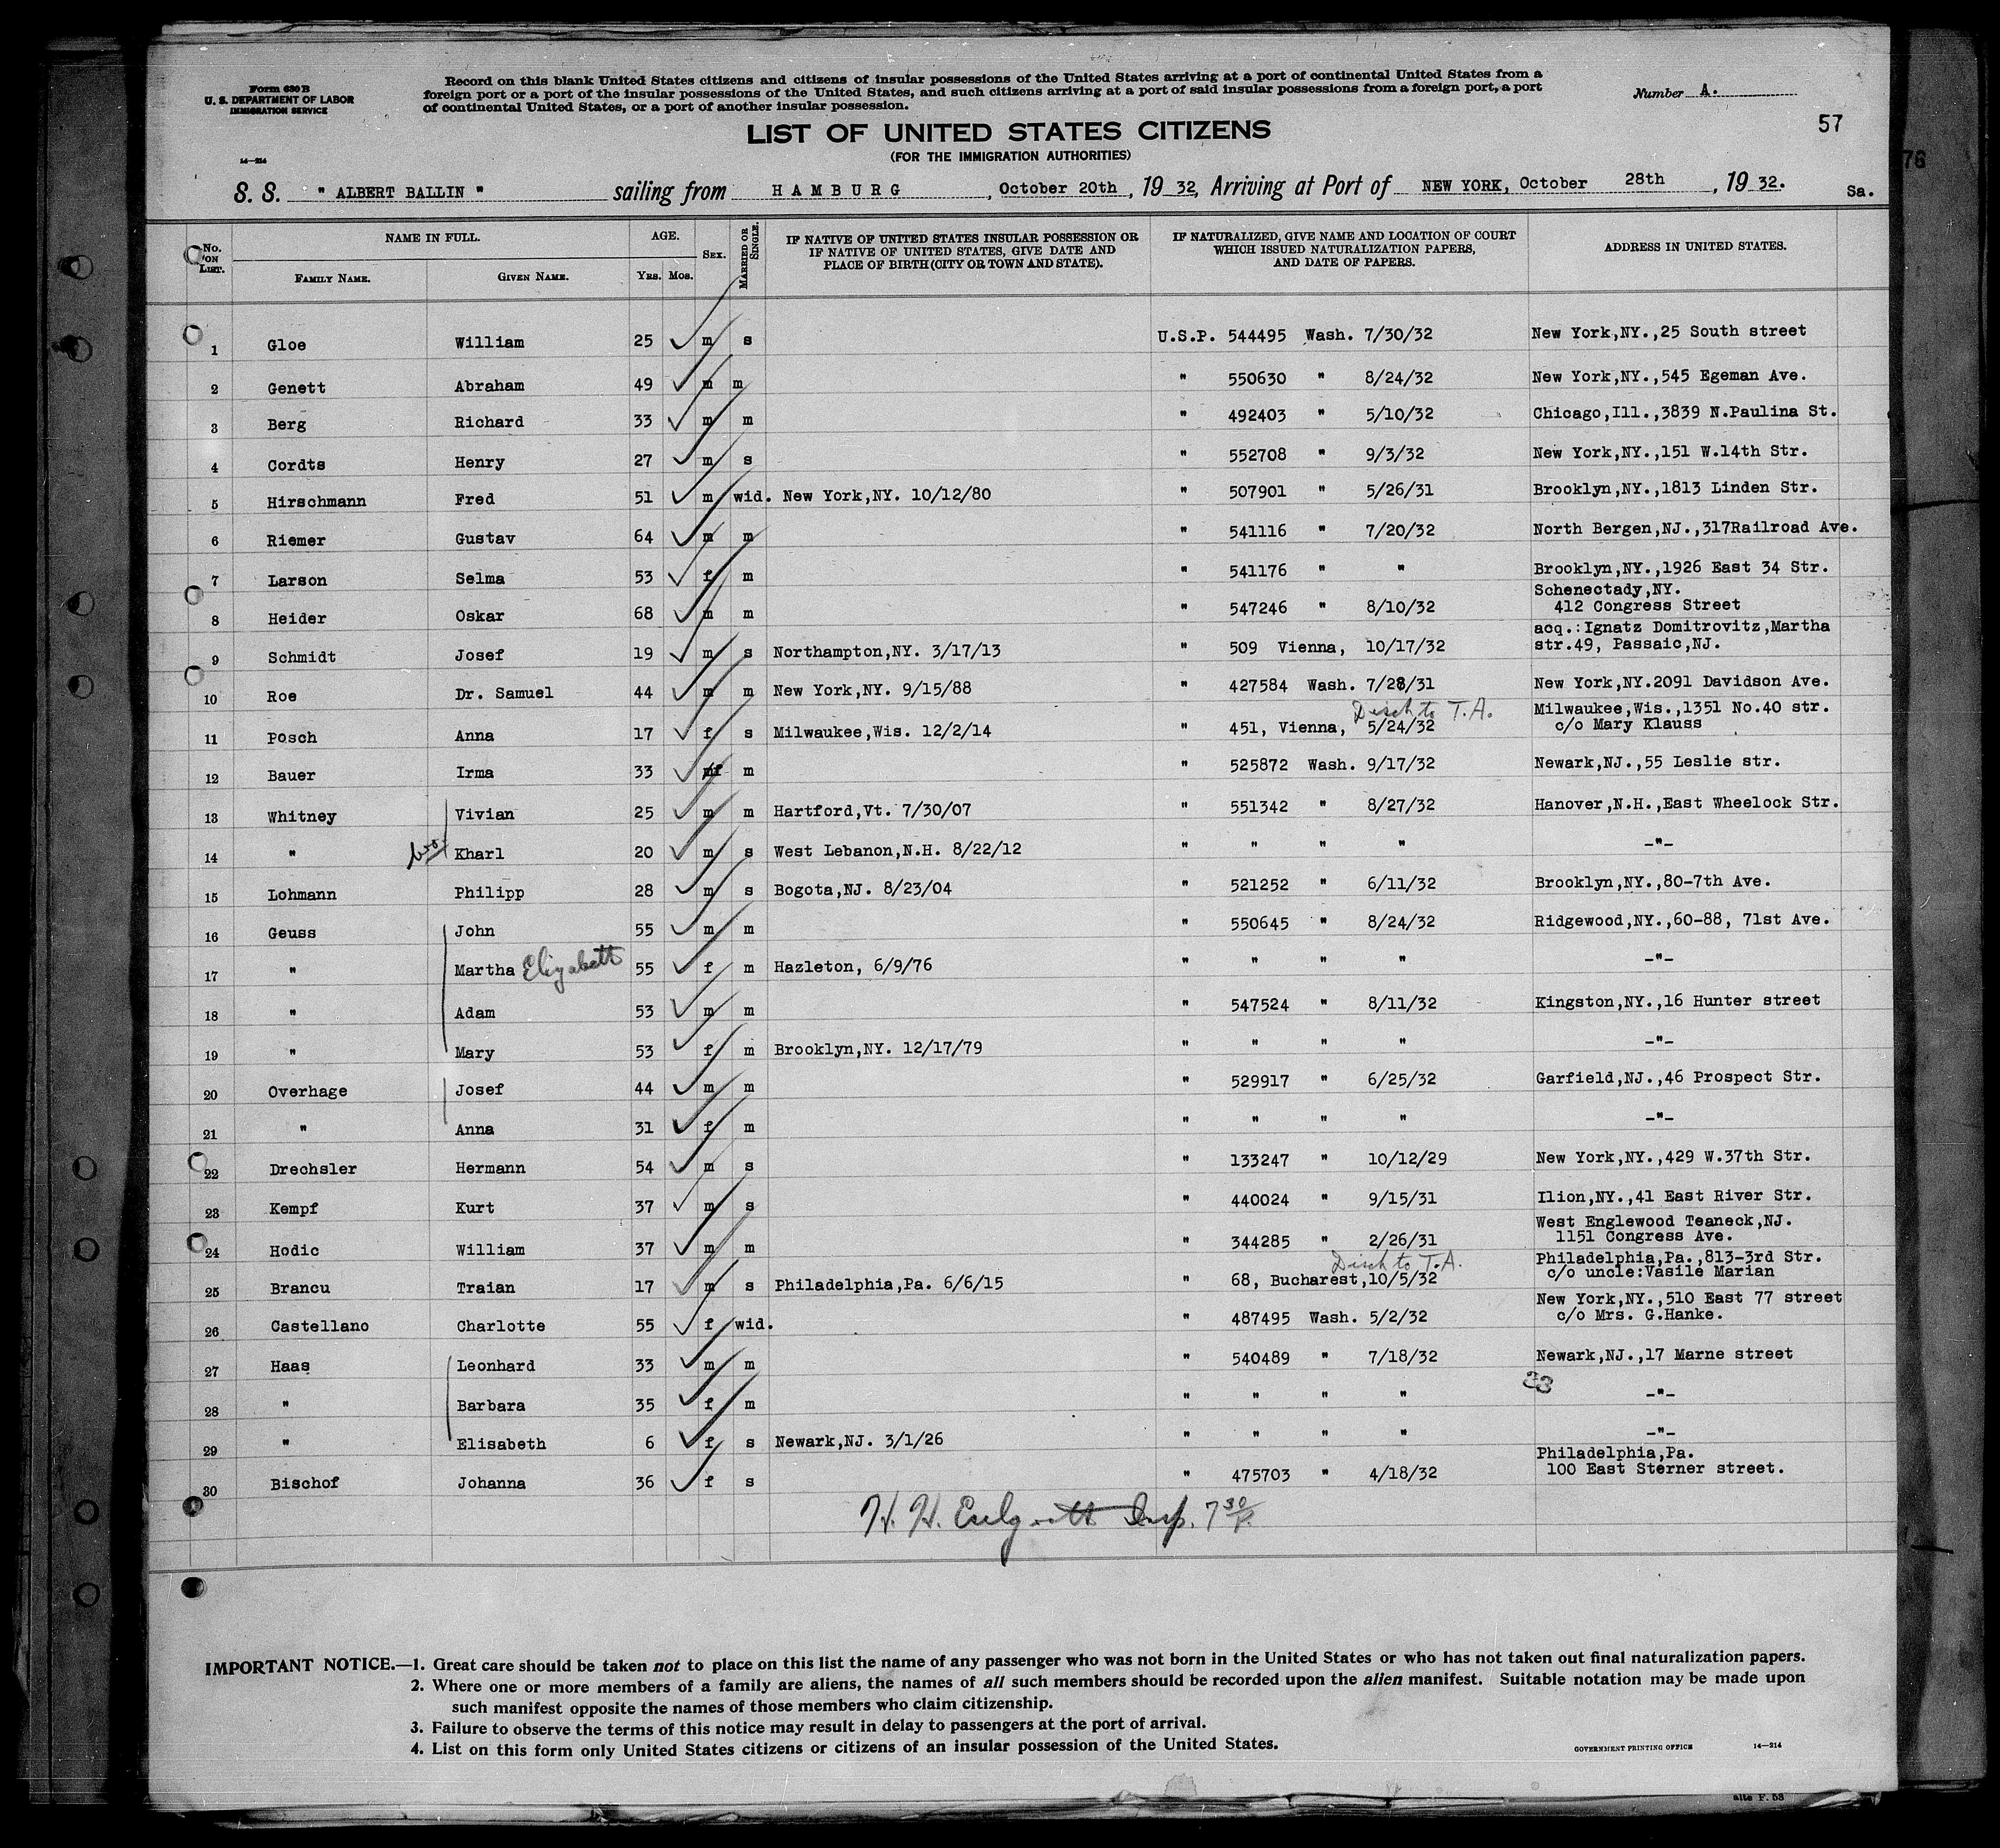 Form 630 B
U. S. DEPARTMENT OF LABOR
IMMIGRATION SERVICE
14—214
Record on this blank United States citizens and citizens of insular possessions of the United States arriving at a port of continental United States from a
foreign port or a port of the insular possessions of the United States, and such citizens arriving at a port of said insular possessions from a foreign port, a port
of continental United States, or a port of another insular possession.
Number A.
57
76
LIST OF UNITED STATES CITIZENS
(FOR THE IMMIGRATION AUTHORITIES)
S. S. " ALBERT BALLIN " sailing from HAMBURG, October 20th, 19 32, Arriving at Port of NEW YORK, October 28th, 19 32.
Sa.
No. ON LIST. NAME IN FULL. AGE. SEX. MARRIED OR SINGLE. IF NATIVE OF UNITED STATES INSULAR POSSESSION OR IF NATIVE OF UNITED STATES, GIVE DATE AND PLACE OF BIRTH (CITY OR TOWN AND STATE). IF NATURALIZED, GIVE NAME AND LOCATION OF COURT WHICH ISSUED NATURALIZATION PAPERS, AND DATE OF PAPERS. ADDRESS IN UNITED STATES.
FAMILY NAME. GIVEN NAME. YRS. MOS.
1 Gloe William 25 m s U.S.P. 544495 Wash. 7/30/32 New York,NY.,25 South street
2 Genett Abraham 49 m m " 550630 " 8/24/32 New York,NY.,545 Egeman Ave.
3 Berg Richard 33 m m " 492403 " 5/10/32 Chicago,Ill.,3839 N.Paulina St.
4 Cordts Henry 27 m s " 552708 " 9/3/32 New York,NY.,151 W.14th Str.
5 Hirschmann Fred 51 m wid. New York,NY. 10/12/80 " 507901 " 5/26/31 Brooklyn,NY.,1813 Linden Str.
6 Riemer Gustav 64 m m " 541116 " 7/20/32 North Bergen,NJ.,317Railroad Ave.
7 Larson Selma 53 f m " 541176 " " Brooklyn,NY.,1926 East 34 Str.
8 Heider Oskar 68 m m " 547246 " 8/10/32 Schenectady,NY.
412 Congress Street
9 Schmidt Josef 19 m s Northampton,NY. 3/17/13 " 509 Vienna, 10/17/32 acq.:Ignatz Domitrovitz,Martha
str.49, Passaic,NJ.
10 Roe Dr. Samuel 44 m m New York,NY. 9/15/88 " 427584 Wash. 7/28/31 New York,NY.2091 Davidson Ave.
Disch to T.A.
11 Posch Anna 17 f s Milwaukee,Wis. 12/2/14 " 451, Vienna, 5/24/32 Milwaukee,Wis.,1351 No.40 str.
c/o Mary Klauss
12 Bauer Irma 33 f m " 525872 Wash. 9/17/32 Newark,NJ.,55 Leslie str.
13 Whitney Vivian 25 m m Hartford,Vt. 7/30/07 " 551342 " 8/27/32 Hanover,N.H.,East Wheelock Str.
14 " bro. Kharl 20 m s West Lebanon,N.H. 8/22/12 " " " " -"-
15 Lohmann Philipp 28 m s Bogota,NJ. 8/23/04 " 521252 " 6/11/32 Brooklyn,NY.,80-7th Ave.
16 Geuss John 55 m m " 550645 " 8/24/32 Ridgewood,NY.,60-88, 71st Ave.
17 " Martha Elizabeth 55 f m Hazleton, 6/9/76 " " " " -"-
18 " Adam 53 m m " 547524 " 8/11/32 Kingston,NY.,16 Hunter street
19 " Mary 53 f m Brooklyn,NY. 12/17/79 " " " " -"-
20 Overhage Josef 44 m m " 529917 " 6/25/32 Garfield,NJ.,46 Prospect Str.
21 " Anna 31 f m " " " " -"-
22 Drechsler Hermann 54 m s " 133247 " 10/12/29 New York,NY.,429 W.37th Str.
23 Kempf Kurt 37 m s " 440024 " 9/15/31 Ilion,NY.,41 East River Str.
24 Hodic William 37 m m " 344285 " 2/26/31 West Englewood Teaneck,NJ.
1151 Congress Ave.
Disch to T.A.
25 Brancu Traian 17 m s Philadelphia,Pa. 6/6/15 " 68, Bucharest,10/5/32 Philadelphia,Pa.,813-3rd Str.
c/o uncle:Vasile Marian
26 Castellano Charlotte 55 f wid. " 487495 Wash. 5/2/32 New York,NY.,510 East 77 street
c/o Mrs. G.Hanke.
27 Haas Leonhard 33 m m " 540489 " 7/18/32 Newark,NJ.,17 Marne street
33
28 " Barbara 35 f m " " " " -"-
29 " Elisabeth 6 f s Newark,NJ. 3/1/26 " " " " -"-
30 Bischof Johanna 36 f s " 475703 " 4/18/32 Philadelphia,Pa.
100 East Sterner street.
H. H. Insp. 7 30/P.
IMPORTANT NOTICE.—1. Great care should be taken not to place on this list the name of any passenger who was not born in the United States or who has not taken out final naturalization papers.
2. Where one or more members of a family are aliens, the names of all such members should be recorded upon the alien manifest. Suitable notation may be made upon
such manifest opposite the names of those members who claim citizenship.
3. Failure to observe the terms of this notice may result in delay to passengers at the port of arrival.
4. List on this form only United States citizens or citizens of an insular possession of the United States.
GOVERNMENT PRINTING OFFICE 14—214
alte F. 53